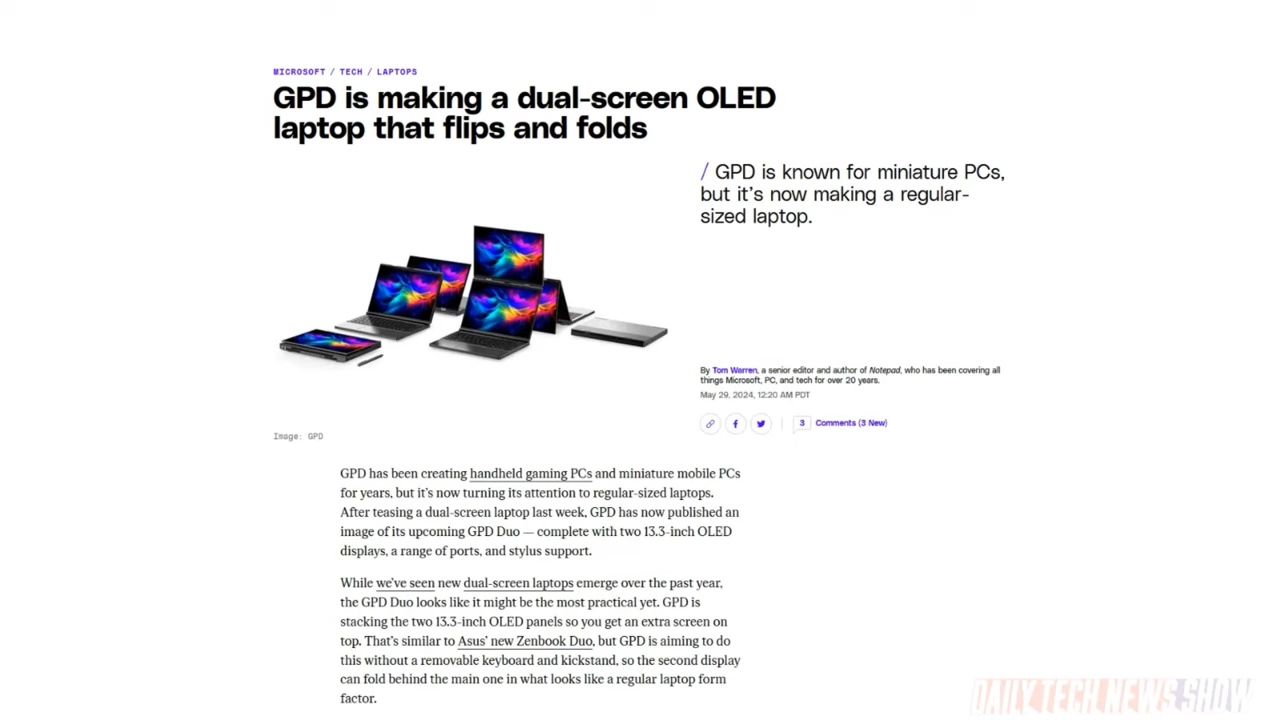 MICROSOFT / TECH / LAPTOPS
GPD is making a dual-screen OLED
laptop that flips and folds
/ GPD is known for miniature PCs,
but it's now making a regular-
sized laptop.
By Tom Warren, a senior editor and author of Notepad, who has been covering all
things Microsoft, PC, and tech for over 20 years.
May 29, 2024, 12:20 AM PDT
3 Comments (3 New)
Image: GPD
GPD has been creating handheld gaming PCs and miniature mobile PCs
for years, but it's now turning its attention to regular-sized laptops.
After teasing a dual-screen laptop last week, GPD has now published an
image of its upcoming GPD Duo — complete with two 13.3-inch OLED
displays, a range of ports, and stylus support.
While we've seen new dual-screen laptops emerge over the past year,
the GPD Duo looks like it might be the most practical yet. GPD is
stacking the two 13.3-inch OLED panels so you get an extra screen on
top. That's similar to Asus' new Zenbook Duo, but GPD is aiming to do
this without a removable keyboard and kickstand, so the second display
can fold behind the main one in what looks like a regular laptop form
factor.
DAILY TECH NEWS SHOW